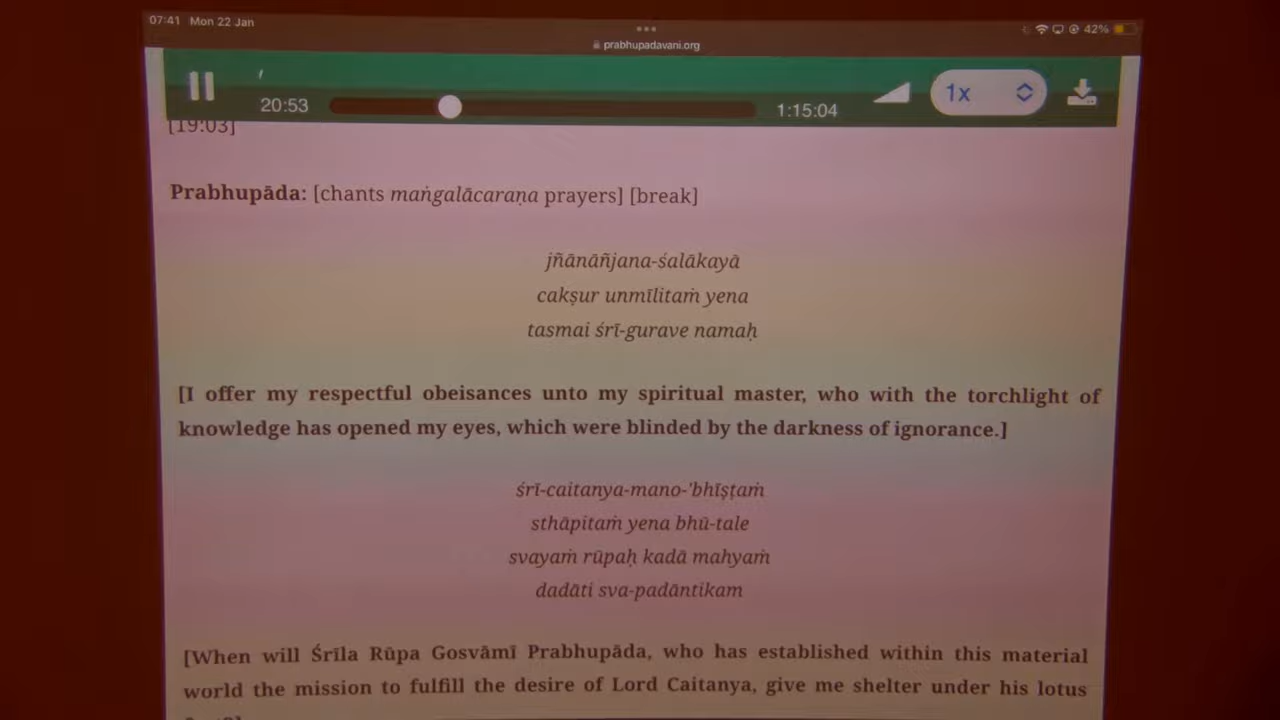 07:41 Mon 22 Jan
42%
prabhupadavani.org
20:53
1:15:04
1x
[19:03]
Prabhupāda: [chants maṅgalācaraṇa prayers] [break]
jñānāñjana-śalākayā
cakṣur unmīlitaṁ yena
tasmai śrī-gurave namaḥ
[I offer my respectful obeisances unto my spiritual master, who with the torchlight of
knowledge has opened my eyes, which were blinded by the darkness of ignorance.]
śrī-caitanya-mano-'bhīṣṭaṁ
sthāpitaṁ yena bhū-tale
svayaṁ rūpaḥ kadā mahyaṁ
dadāti sva-padāntikam
[When will Śrīla Rūpa Gosvāmī Prabhupāda, who has established within this material
world the mission to fulfill the desire of Lord Caitanya, give me shelter under his lotus